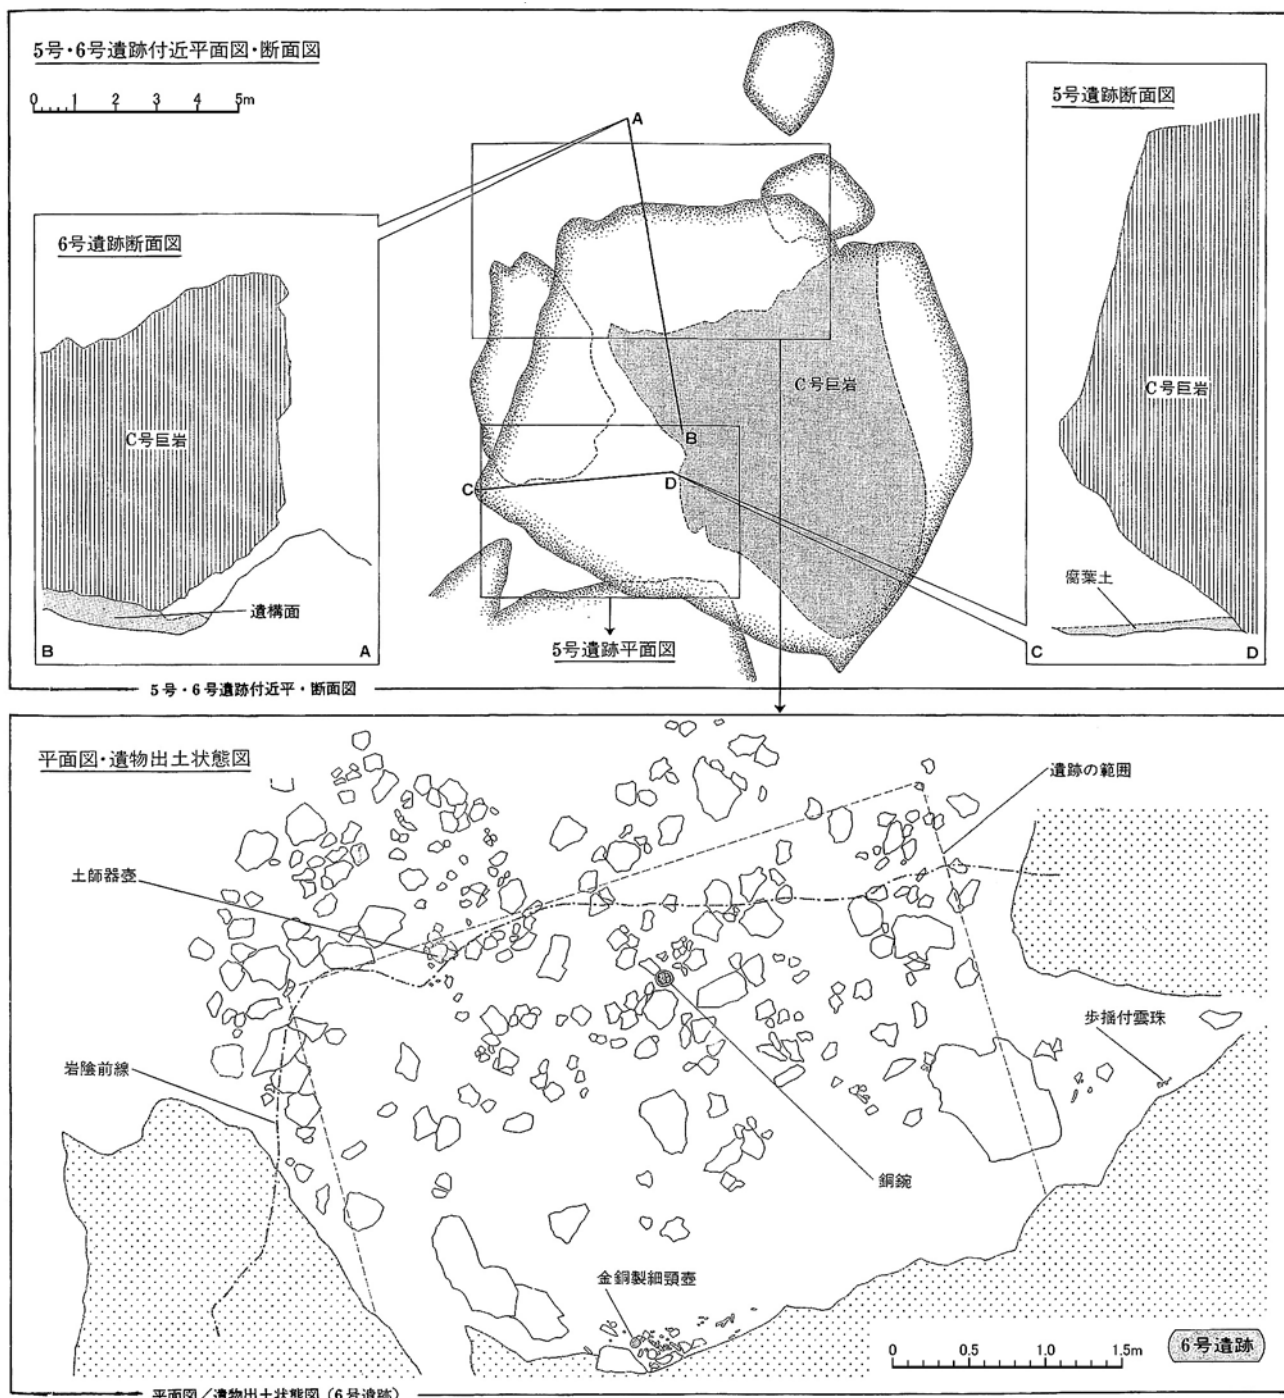 5号・6号遺跡付近平面図・断面図
0 1 2 3 4 5m
A
5号遺跡断面図
6号遺跡断面図
C号巨岩
C号巨岩
C号巨岩
B
C
D
腐葉土
遺構面
B A
C D
5号遺跡平面図
5号・6号遺跡付近平・断面図
平面図・遺物出土状態図
遺跡の範囲
土師器壺
歩揺付雲珠
岩陰前線
銅鋺
金銅製細頸壺
0 0.5 1.0 1.5m
6号遺跡
平面図/遺物出土状態図(6号遺跡)